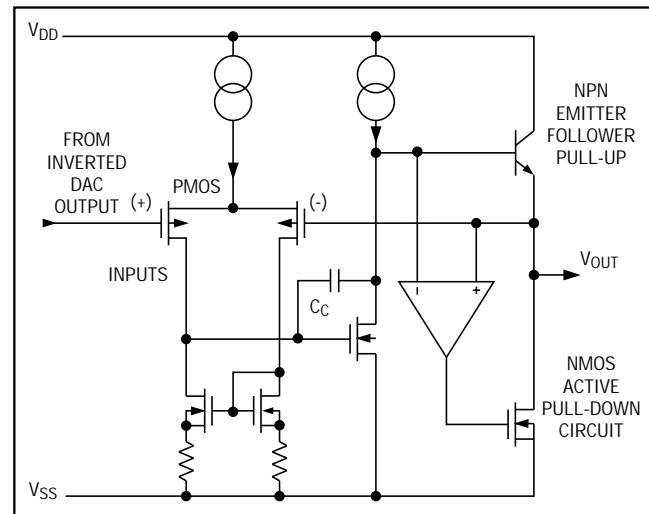 VDD
NPN
EMITTER
FOLLOWER
PULL-UP
FROM
INVERTED
DAC
OUTPUT
(+)
PMOS
(-)
INPUTS
CC
- +
VOUT
NMOS
ACTIVE
PULL-DOWN
CIRCUIT
VSS